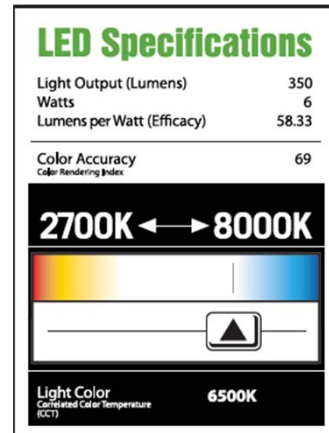 LED Specifications
Light Output (Lumens) 350
Watts 6
Lumens per Watt (Efficacy) 58.33
Color Accuracy 69
Color Rendering Index
2700K 8000K
Light Color 6500K
Correlated Color Temperature
(CCT)